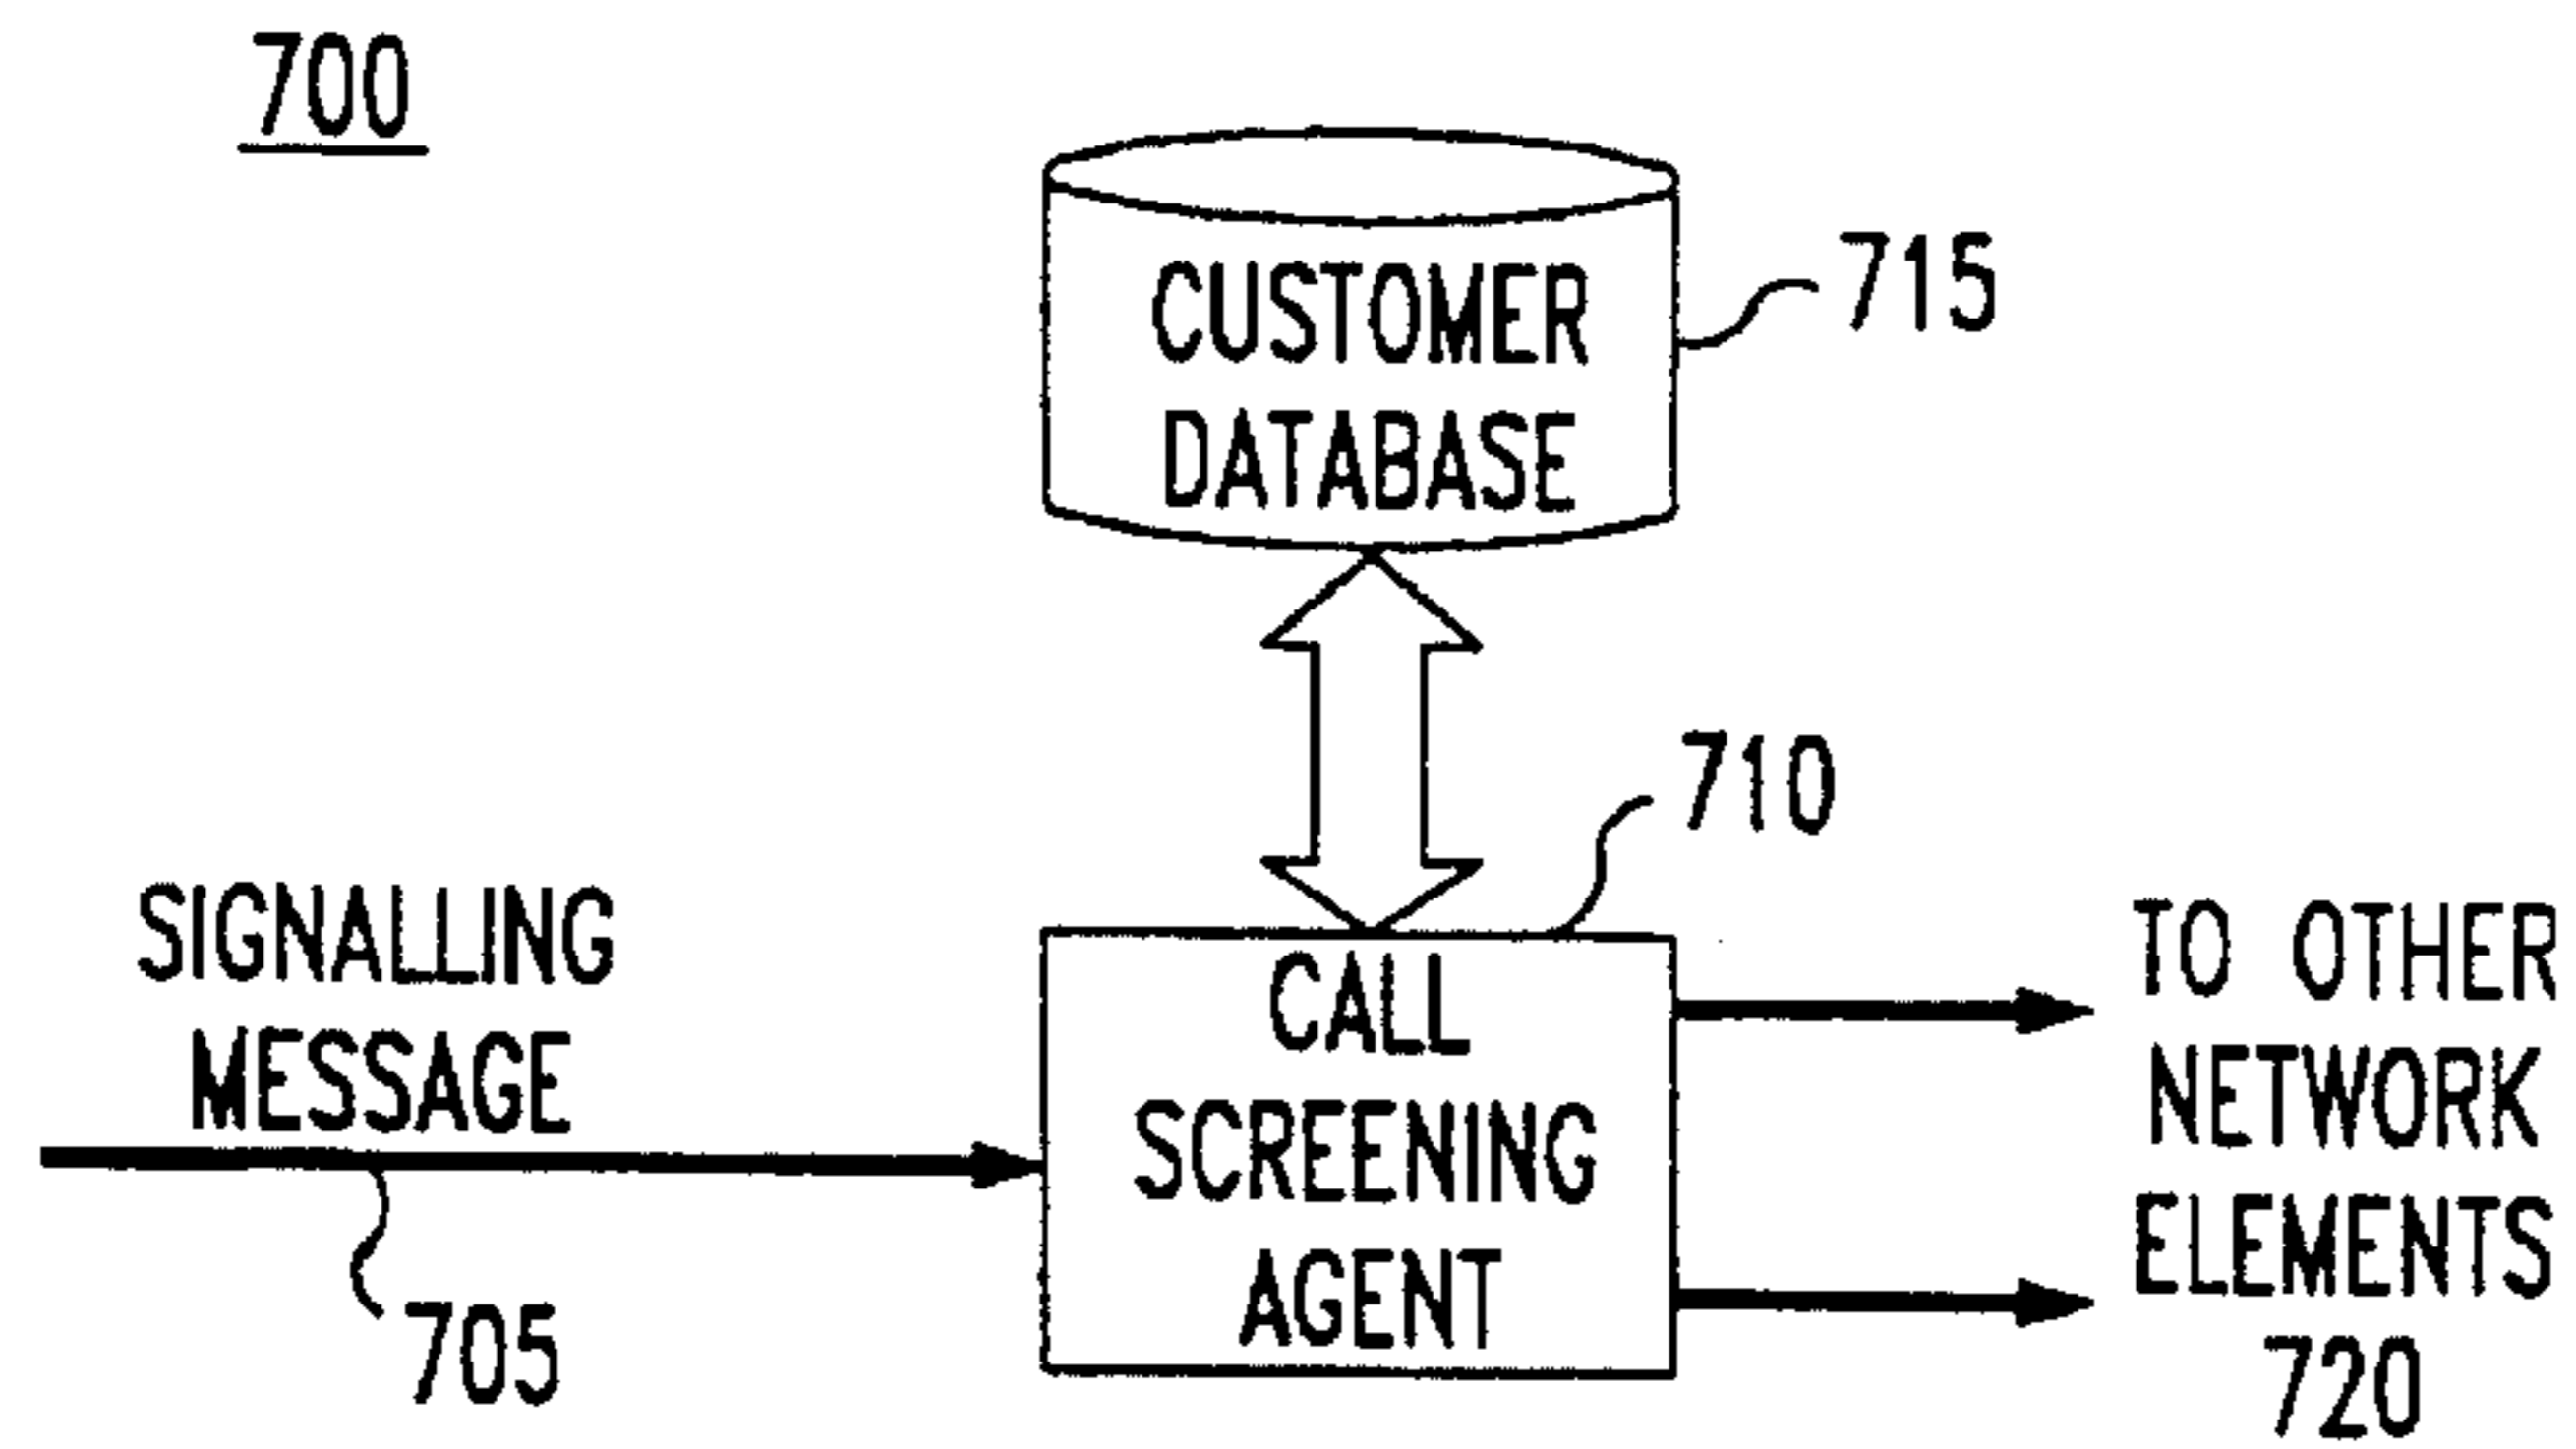 700
CUSTOMER
DATABASE
715
710
SIGNALLING
MESSAGE
705
CALL
SCREENING
AGENT
TO OTHER
NETWORK
ELEMENTS
720